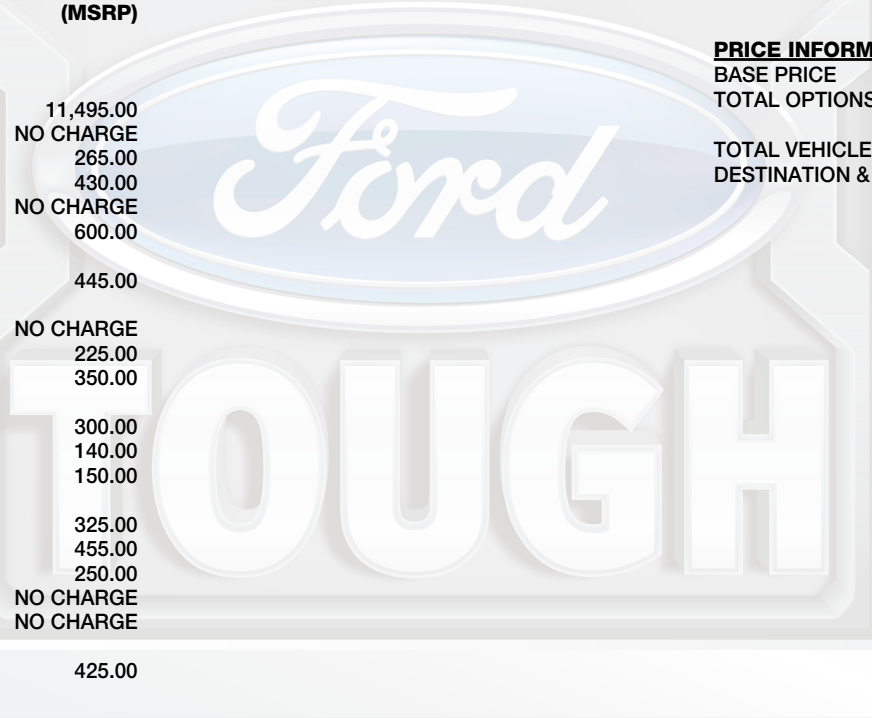 (MSRP)
11,495.00
NO CHARGE
265.00
430.00
NO CHARGE
600.00
445.00
NO CHARGE
225.00
350.00
300.00
140.00
150.00
325.00
455.00
250.00
NO CHARGE
NO CHARGE
425.00
PRICE INFORM
BASE PRICE
TOTAL OPTIONS
TOTAL VEHICLE
DESTINATION &
Ford
TOUGH